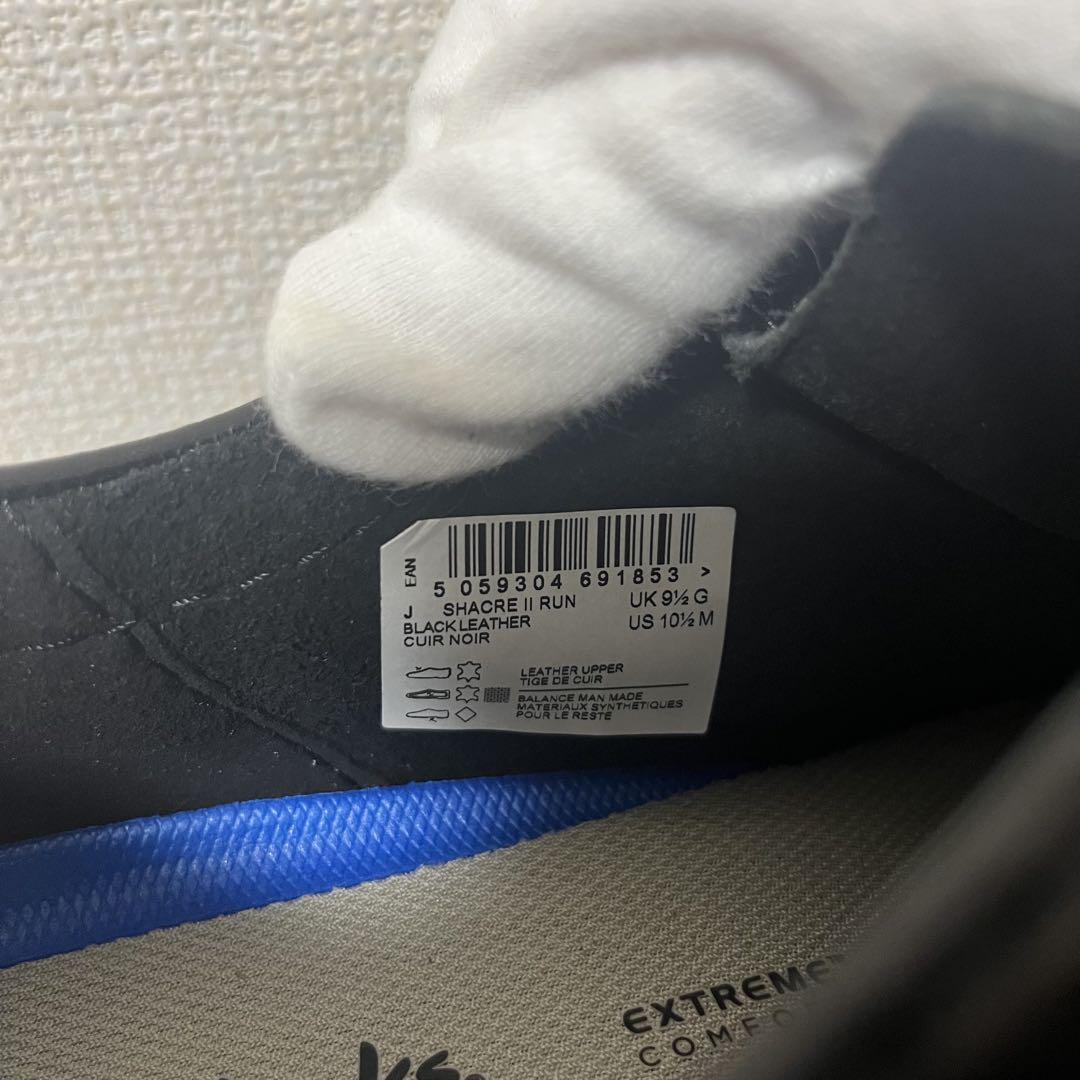 EAN
5 059304 691853 >
J SHACRE II RUN UK 9½ G
BLACK LEATHER US 10½ M
CUIR NOIR
LEATHER UPPER
TIGE DE CUIR
BALANCE MAN MADE
MATERIAUX SYNTHETIQUES
POUR LE RESTE
EXTREME